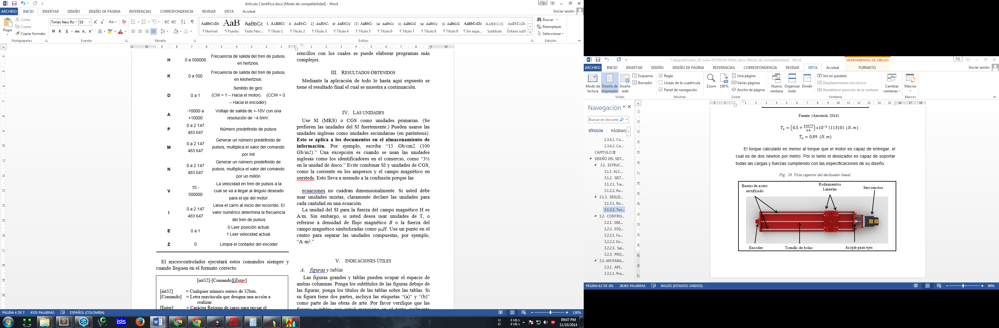 Artículo Científico.docx [Modo de compatibilidad] - Word
ARCHIVO INICIO INSERTAR DISEÑO DISEÑO DE PÁGINA REFERENCIAS CORRESPONDENCIA REVISAR VISTA Acrobat
Iniciar sesión
Pegar
Cortar
Copiar
Copiar formato
Portapapeles
Times New Ro 10
Fuente
Párrafo
AaBbCcDc AaB AaBbCc
¶ Normal ¶ Puesto Texto Nor... ¶ Título 1 ¶ Título 2 ¶ Título 3 ¶ Título 4 ¶ Título 5 ¶ Título 6 ¶ Título 7 ¶ Título 8 ¶ Título 9 ¶ Sin espa... Subtítulo Énfasis sutil
Estilos
Buscar
Reemplazar
Seleccionar
Edición
H 0 a 500000 Frecuencia de salida del tren de pulsos,
en hertzios.
K 0 a 500 Frecuencia de salida del tren de pulsos,
en kilohertzios.
D 0 a 1 Sentido de giro:
(CW = 1 – Hacia el motor). (CCW = 0
– Hacia el encoder).
A -10000 a
+10000
Voltaje de salida de +-10V con una
resolución de ~4.8mV.
P 0 a 2 147
483 647
Número predefinido de pulsos
M 0 a 2 147
483 647
Generar un número predefinido de
pulsos, multiplica el valor del comando
por mil
N 0 a 2 147
483 647
Generar un número predefinido de
pulsos, multiplica el valor del comando
por un millón
V 10 -
500000
La velocidad en tren de pulsos a la
cual se va a llegar al ángulo deseado
para el eje del motor.
I 0 a 2 147
483 647
Lleva el carro al inicio del recorrido. El
valor numérico determina la frecuencia
del tren de pulsos
E 0 a 1 0 Leer posición actual.
1 Leer velocidad actual.
Z 0 Limpia el contador del encoder
El microcontrolador ejecutará estos comandos siempre y
cuando lleguen en el formato correcto.
[int32]-[Comando][Enter]
[int32] = Cualquier número entero de 32bits.
[Comando] = Letra mayúscula que designa una acción a
realizar.
[Enter] = Carácter Retorno de carro para enviar el
sencillos con los cuales se puede elaborar programas más
complejos.
III. RESULTADOS OBTENIDOS
Mediante la aplicación de todo lo hasta aquí expuesto se
tiene el resultado final el cual se muestra a continuación.
IV. LAS UNIDADES
Use SI (MKS) o CGS como unidades primarias. (Se
prefieren las unidades del SI fuertemente.) Pueden usarse las
unidades inglesas como unidades secundarias (en paréntesis).
Esto se aplica a los documentos en el almacenamiento de
información. Por ejemplo, escriba “15 Gb/cm2 (100
Gb/in2).” Una excepción es cuando se usan las unidades
inglesas como los identificadores en el comercio, como “3½
en la unidad de disco.” Evite combinar SI y unidades de CGS,
como la corriente en los amperios y el campo magnético en
oersteds. Esto lleva a menudo a la confusión porque las
ecuaciones no cuadran dimensionalmente. Si usted debe
usar unidades mixtas, claramente declare las unidades para
cada cantidad en una ecuación.
La unidad del SI para la fuerza del campo magnético H es
A/m. Sin embargo, si usted desea usar unidades de T, o
referirse a densidad de flujo magnético B o la fuerza del
campo magnético simbolizadas como µ₀H. Use un punto en el
centro para separar las unidades compuestas, por ejemplo,
“A·m².”
V. INDICACIONES ÚTILES
A. figuras y tablas
Las figuras grandes y tablas pueden ocupar el espacio de
ambas columnas. Ponga los subtítulos de las figuras debajo de
las figuras; ponga los títulos de las tablas sobre las tablas. Si
su figura tiene dos partes, incluya las etiquetas “(a)” y “(b)”
como parte de las obras de arte. Por favor verifique que las
figuras y tablas que usted menciona en el texto realmente
PÁGINA 4 DE 7 4335 PALABRAS ESPAÑOL (COLOMBIA) 130%
U: 0 kB/s
D: 0 kB/s
09:07 PM
11/10/2014
isis
CV AVR
TrabajodeGrado_20-Julio-REVISION FINAL.docx [Modo de compatibilidad] - Word
HERRAMIENTAS DE DIBUJO
ARCHIVO INICIO INSERTAR DISEÑO DISEÑO DE PÁGINA REFERENCIAS CORRESPONDENCIA REVISAR VISTA Acrobat FORMATO
Iniciar sesión
Modo de lectura
Diseño de impresión
Diseño web
Esquema
Borrador
Vistas
Regla
Líneas de la cuadrícula
Panel de navegación
Mostrar
Zoom
100%
Una página
Varias páginas
Ancho de página
Zoom
Nueva ventana
Organizar todo
Dividir
Ver en paralelo
Desplazamiento sincrónico
Restablecer posición de la ventana
Cambiar ventanas
Ventana
Macros
Macros
Navegación
Buscar en docume
TÍTULOS PÁGINAS
2.3.4.1. Co...
2.3.4.2. Co...
CAPITULO III
DISEÑO DEL SIST...
3.1. ESTRUC...
3.1.1. ALC...
3.1.2. SIST...
3.1.2.1. Tra...
3.1.2.2. Ro...
3.1.3. DESLIZ...
3.1.3.1. Ro...
3.1.3.2. Tor...
3.2. CONTRO...
3.2.1. DIA...
3.2.2. ESQ...
3.2.2.1. Fu...
3.2.2.2. En...
3.2.2.3. Sal...
3.2.3. PRO...
3.3. API PARA...
3.3.1. API...
3.3.1.1. Pro...
Fuente: (Aerotech, 2014)
Tα = (0.5 + 6.6475/0.9) x10⁻⁵ (11310) (N.m)
Tα = 0,89 (N.m)
El torque calculado es menor al torque que el motor es capaz de entregar, el
cual es de dos newton por metro. Por lo tanto el deslizador es capaz de soportar
todas las cargas y fuerzas cumpliendo con las especificaciones de su diseño.
Fig. 20. Vista superior del deslizador lineal.
Barras de acero
rectificado
Rodamientos
Lineales
Servomotor
Encoder
Tornillo de bolas
Acople para ejes
PÁGINA 62 DE 201 28265 PALABRAS INGLÉS (ESTADOS UNIDOS) 90%